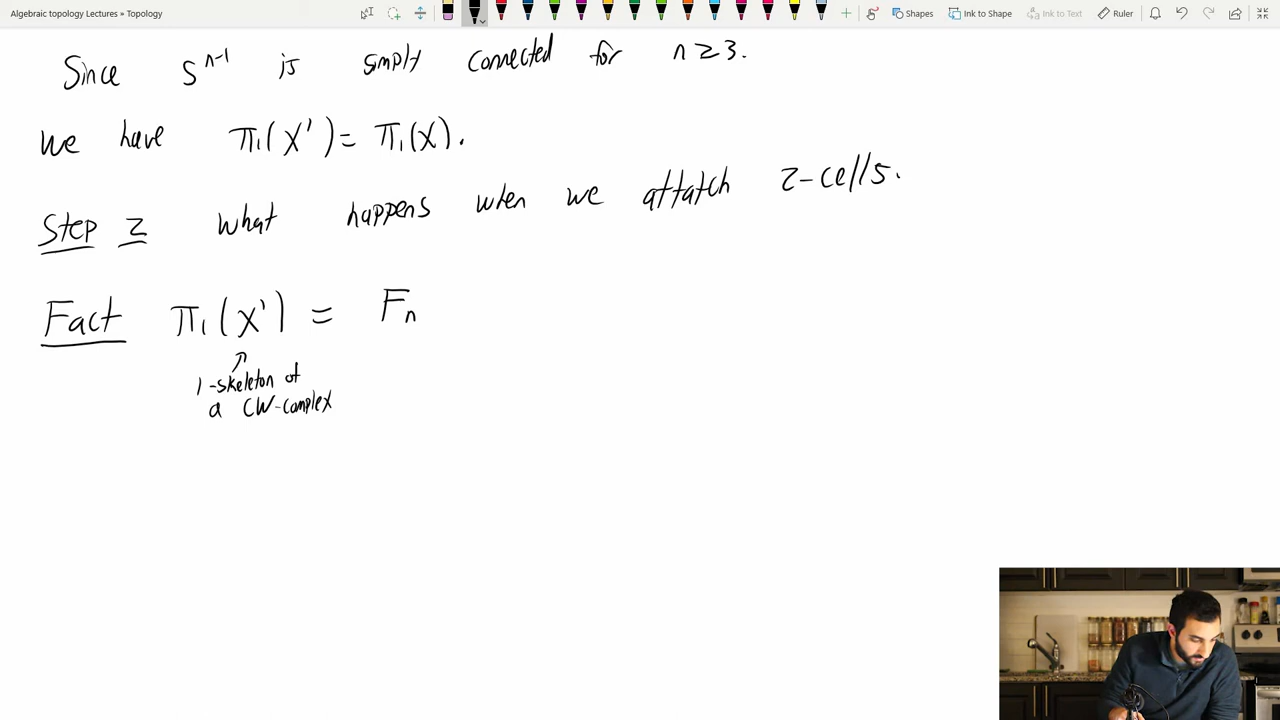 Algebraic topology Lectures » Topology
Shapes
Ink to Shape
Ink to Text
Ruler
Since S^{n-1} is simply connected for n≥3.
we have π₁(X') = π₁(X).
Step 2 what happens when we attatch 2-cells.
Fact π₁(X') = Fₙ
1-skeleton of
a CW-complex